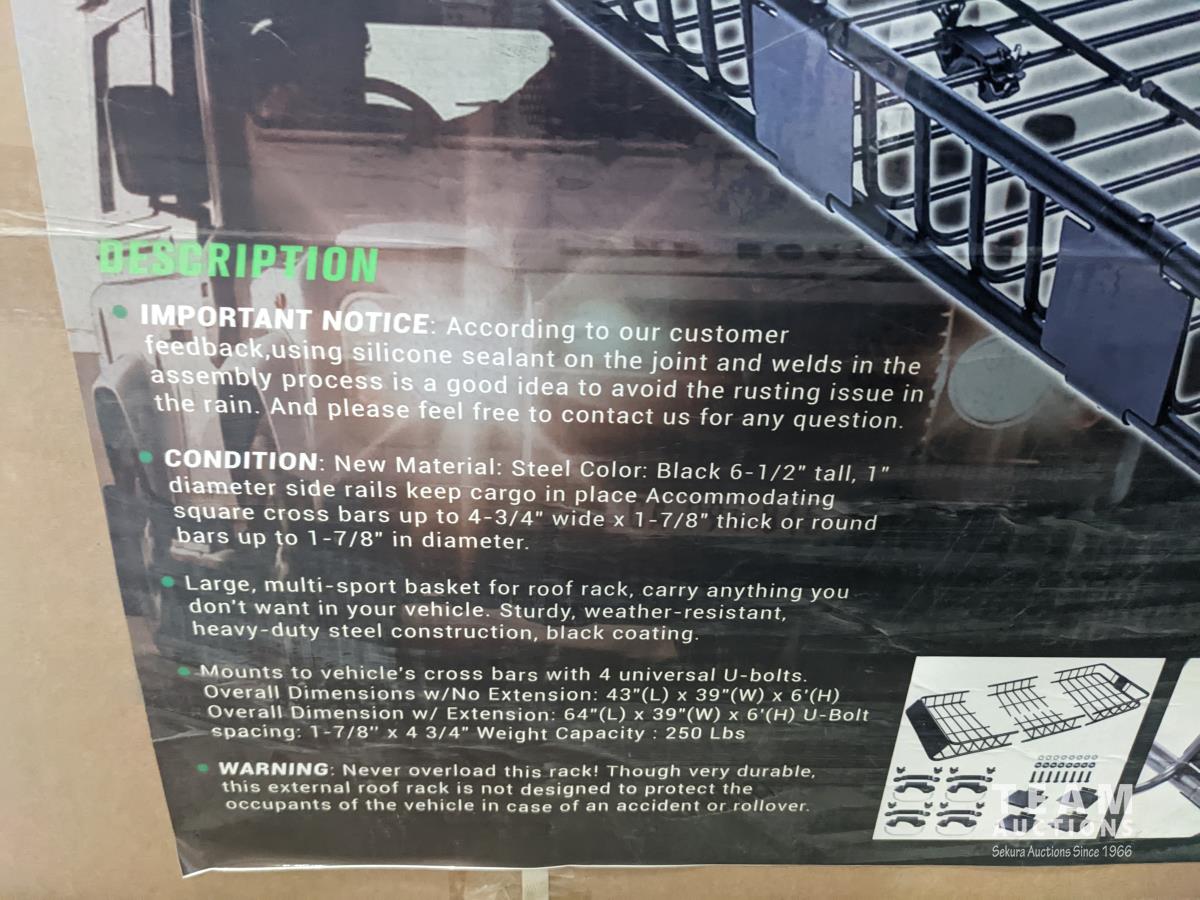 DESCRIPTION
• IMPORTANT NOTICE: According to our customer
feedback,using silicone sealant on the joint and welds in the
assembly process is a good idea to avoid the rusting issue in
the rain. And please feel free to contact us for any question.
• CONDITION: New Material: Steel Color: Black 6-1/2" tall, 1"
diameter side rails keep cargo in place Accommodating
square cross bars up to 4-3/4" wide x 1-7/8" thick or round
bars up to 1-7/8" in diameter.
• Large, multi-sport basket for roof rack, carry anything you
don't want in your vehicle. Sturdy, weather-resistant,
heavy-duty steel construction, black coating.
• Mounts to vehicle's cross bars with 4 universal U-bolts.
Overall Dimensions w/No Extension: 43"(L) x 39"(W) x 6'(H)
Overall Dimension w/ Extension: 64"(L) x 39"(W) x 6'(H) U-Bolt
spacing: 1-7/8" x 4 3/4" Weight Capacity : 250 Lbs
• WARNING: Never overload this rack! Though very durable,
this external roof rack is not designed to protect the
occupants of the vehicle in case of an accident or rollover.
TEAM
AUCTIONS
Sekura Auctions Since 1966